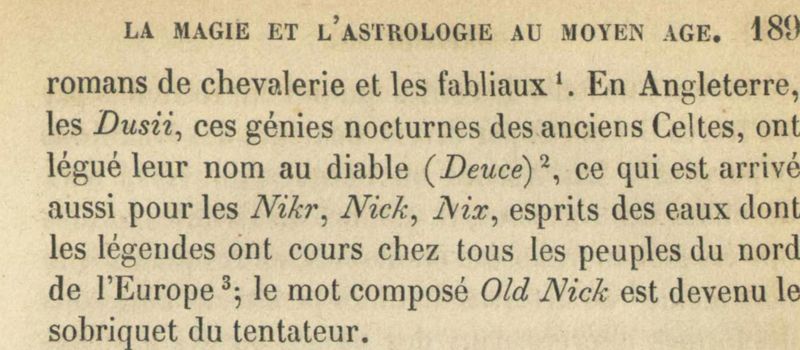 LA MAGIE ET L'ASTROLOGIE AU MOYEN AGE. 189
romans de chevalerie et les fabliaux ¹. En Angleterre,
les Dusii, ces génies nocturnes des anciens Celtes, ont
légué leur nom au diable (Deuce) ², ce qui est arrivé
aussi pour les Nikr, Nick, Nix, esprits des eaux dont
les légendes ont cours chez tous les peuples du nord
de l'Europe ³; le mot composé Old Nick est devenu le
sobriquet du tentateur.